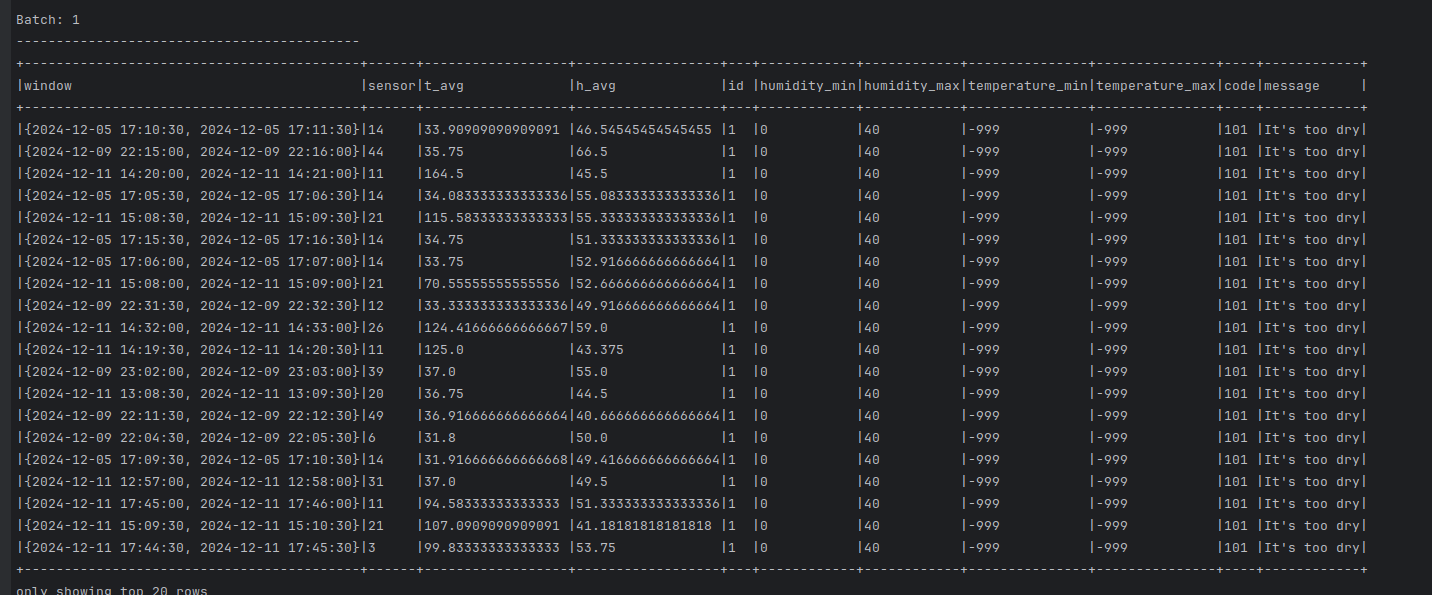 Batch: 1
-------------------------------------------
+------------------------------------------+------+------------------+------------------+---+------------+------------+---------------+---------------+----+------------+
|window                                    |sensor|t_avg             |h_avg             |id |humidity_min|humidity_max|temperature_min|temperature_max|code|message     |
+------------------------------------------+------+------------------+------------------+---+------------+------------+---------------+---------------+----+------------+
|{2024-12-05 17:10:30, 2024-12-05 17:11:30}|14    |33.90909090909091 |46.54545454545455 |1  |0           |40          |-999           |-999           |101 |It's too dry|
|{2024-12-09 22:15:00, 2024-12-09 22:16:00}|44    |35.75             |66.5              |1  |0           |40          |-999           |-999           |101 |It's too dry|
|{2024-12-11 14:20:00, 2024-12-11 14:21:00}|11    |164.5             |45.5              |1  |0           |40          |-999           |-999           |101 |It's too dry|
|{2024-12-05 17:05:30, 2024-12-05 17:06:30}|14    |34.083333333333336|55.083333333333336|1  |0           |40          |-999           |-999           |101 |It's too dry|
|{2024-12-11 15:08:30, 2024-12-11 15:09:30}|21    |115.58333333333333|55.333333333333336|1  |0           |40          |-999           |-999           |101 |It's too dry|
|{2024-12-05 17:15:30, 2024-12-05 17:16:30}|14    |34.75             |51.333333333333336|1  |0           |40          |-999           |-999           |101 |It's too dry|
|{2024-12-05 17:06:00, 2024-12-05 17:07:00}|14    |33.75             |52.916666666666664|1  |0           |40          |-999           |-999           |101 |It's too dry|
|{2024-12-11 15:08:00, 2024-12-11 15:09:00}|21    |70.55555555555556 |52.666666666666664|1  |0           |40          |-999           |-999           |101 |It's too dry|
|{2024-12-09 22:31:30, 2024-12-09 22:32:30}|12    |33.333333333333336|49.916666666666664|1  |0           |40          |-999           |-999           |101 |It's too dry|
|{2024-12-11 14:32:00, 2024-12-11 14:33:00}|26    |124.41666666666667|59.0              |1  |0           |40          |-999           |-999           |101 |It's too dry|
|{2024-12-11 14:19:30, 2024-12-11 14:20:30}|11    |125.0             |43.375            |1  |0           |40          |-999           |-999           |101 |It's too dry|
|{2024-12-09 23:02:00, 2024-12-09 23:03:00}|39    |37.0              |55.0              |1  |0           |40          |-999           |-999           |101 |It's too dry|
|{2024-12-11 13:08:30, 2024-12-11 13:09:30}|20    |36.75             |44.5              |1  |0           |40          |-999           |-999           |101 |It's too dry|
|{2024-12-09 22:11:30, 2024-12-09 22:12:30}|49    |36.916666666666664|40.666666666666664|1  |0           |40          |-999           |-999           |101 |It's too dry|
|{2024-12-09 22:04:30, 2024-12-09 22:05:30}|6     |31.8              |50.0              |1  |0           |40          |-999           |-999           |101 |It's too dry|
|{2024-12-05 17:09:30, 2024-12-05 17:10:30}|14    |31.916666666666668|49.416666666666664|1  |0           |40          |-999           |-999           |101 |It's too dry|
|{2024-12-11 12:57:00, 2024-12-11 12:58:00}|31    |37.0              |49.5              |1  |0           |40          |-999           |-999           |101 |It's too dry|
|{2024-12-11 17:45:00, 2024-12-11 17:46:00}|11    |94.58333333333333 |51.333333333333336|1  |0           |40          |-999           |-999           |101 |It's too dry|
|{2024-12-11 15:09:30, 2024-12-11 15:10:30}|21    |107.0909090909091 |41.18181818181818 |1  |0           |40          |-999           |-999           |101 |It's too dry|
|{2024-12-11 17:44:30, 2024-12-11 17:45:30}|3     |99.83333333333333 |53.75             |1  |0           |40          |-999           |-999           |101 |It's too dry|
+------------------------------------------+------+------------------+------------------+---+------------+------------+---------------+---------------+----+------------+
only showing top 20 rows